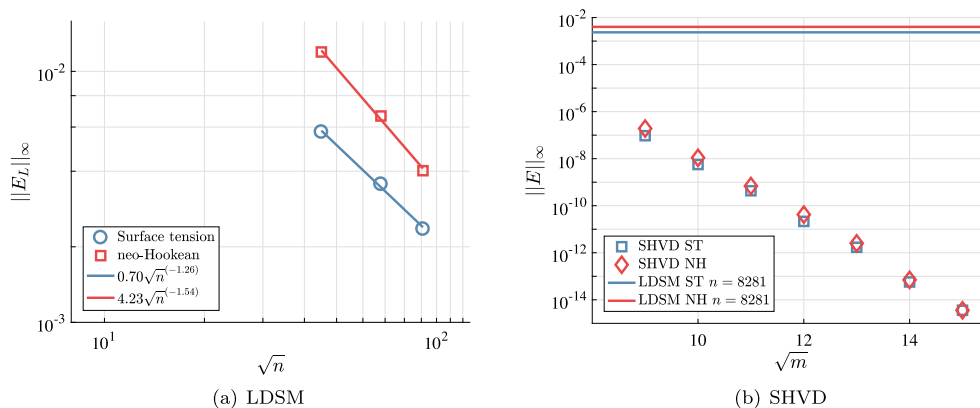 ||E_L||_∞
10^{-2}
10^{-3}
10^1
10^2
√n
Surface tension
neo-Hookean
0.70√n^{(-1.26)}
4.23√n^{(-1.54)}
(a) LDSM
||E||_∞
10^{-2}
10^{-4}
10^{-6}
10^{-8}
10^{-10}
10^{-12}
10^{-14}
10
12
14
√m
SHVD ST
SHVD NH
LDSM ST n = 8281
LDSM NH n = 8281
(b) SHVD